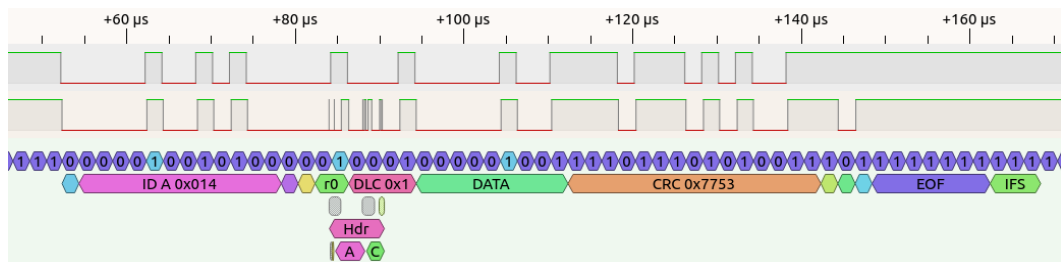 +60 µs +80 µs +100 µs +120 µs +140 µs +160 µs
1 1 1 0 0 0 0 0 1 0 0 1 0 1 0 0 0 0 0 1 0 0 0 1 0 0 0 0 0 1 0 0 1 1 1 1 0 1 1 1 0 1 0 1 0 0 1 1 1 0 1 1 1 1 1 1 1 1 1 1 1 1
ID A 0x014 r0 DLC 0x1 DATA CRC 0x7753 EOF IFS
Hdr
A C